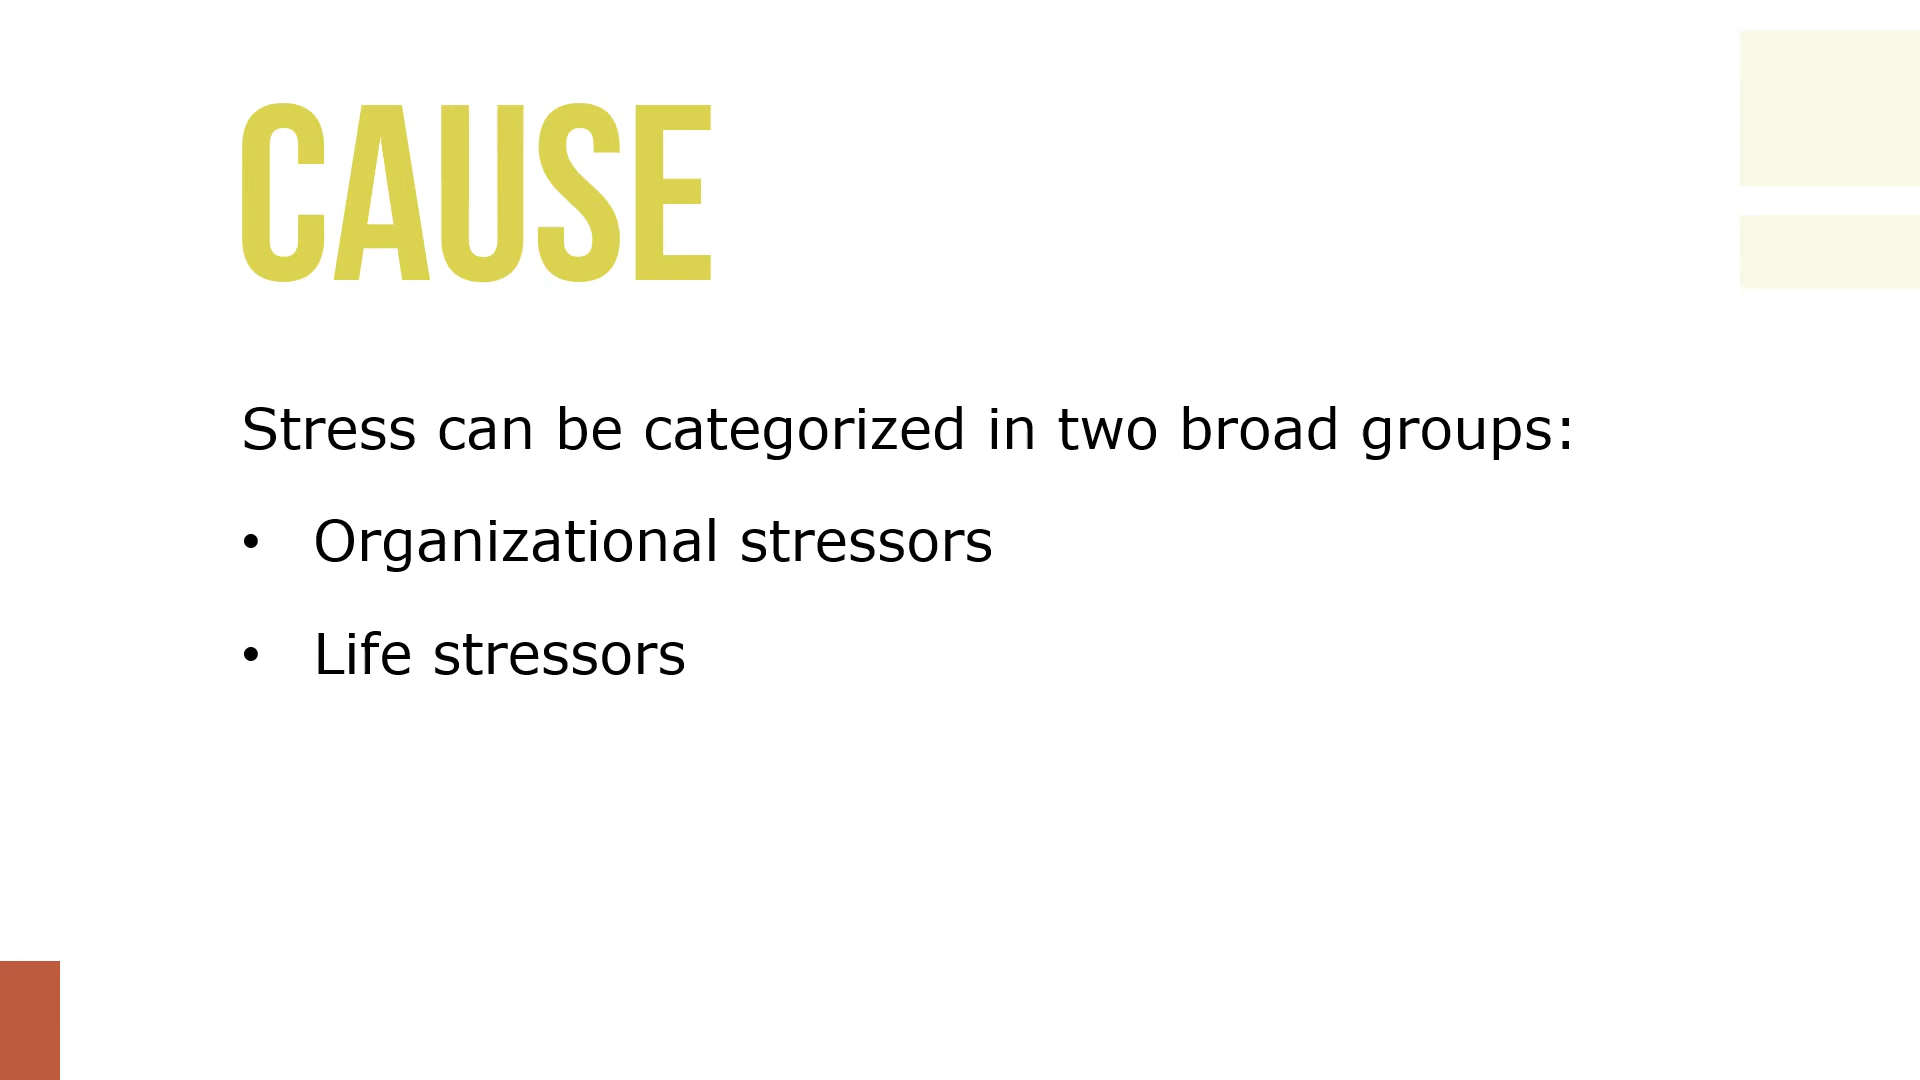 CAUSE
Stress can be categorized in two broad groups:
• Organizational stressors
• Life stressors